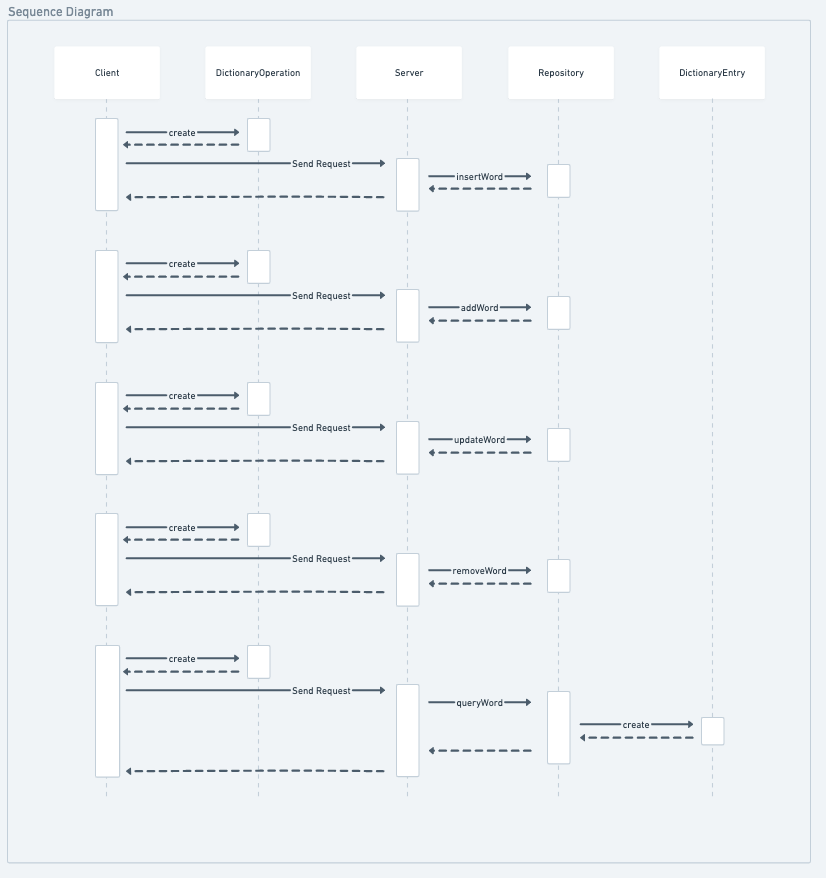 Sequence Diagram
Client
DictionaryOperation
Server
Repository
DictionaryEntry
create
Send Request
insertWord
create
Send Request
addWord
create
Send Request
updateWord
create
Send Request
removeWord
create
Send Request
queryWord
create